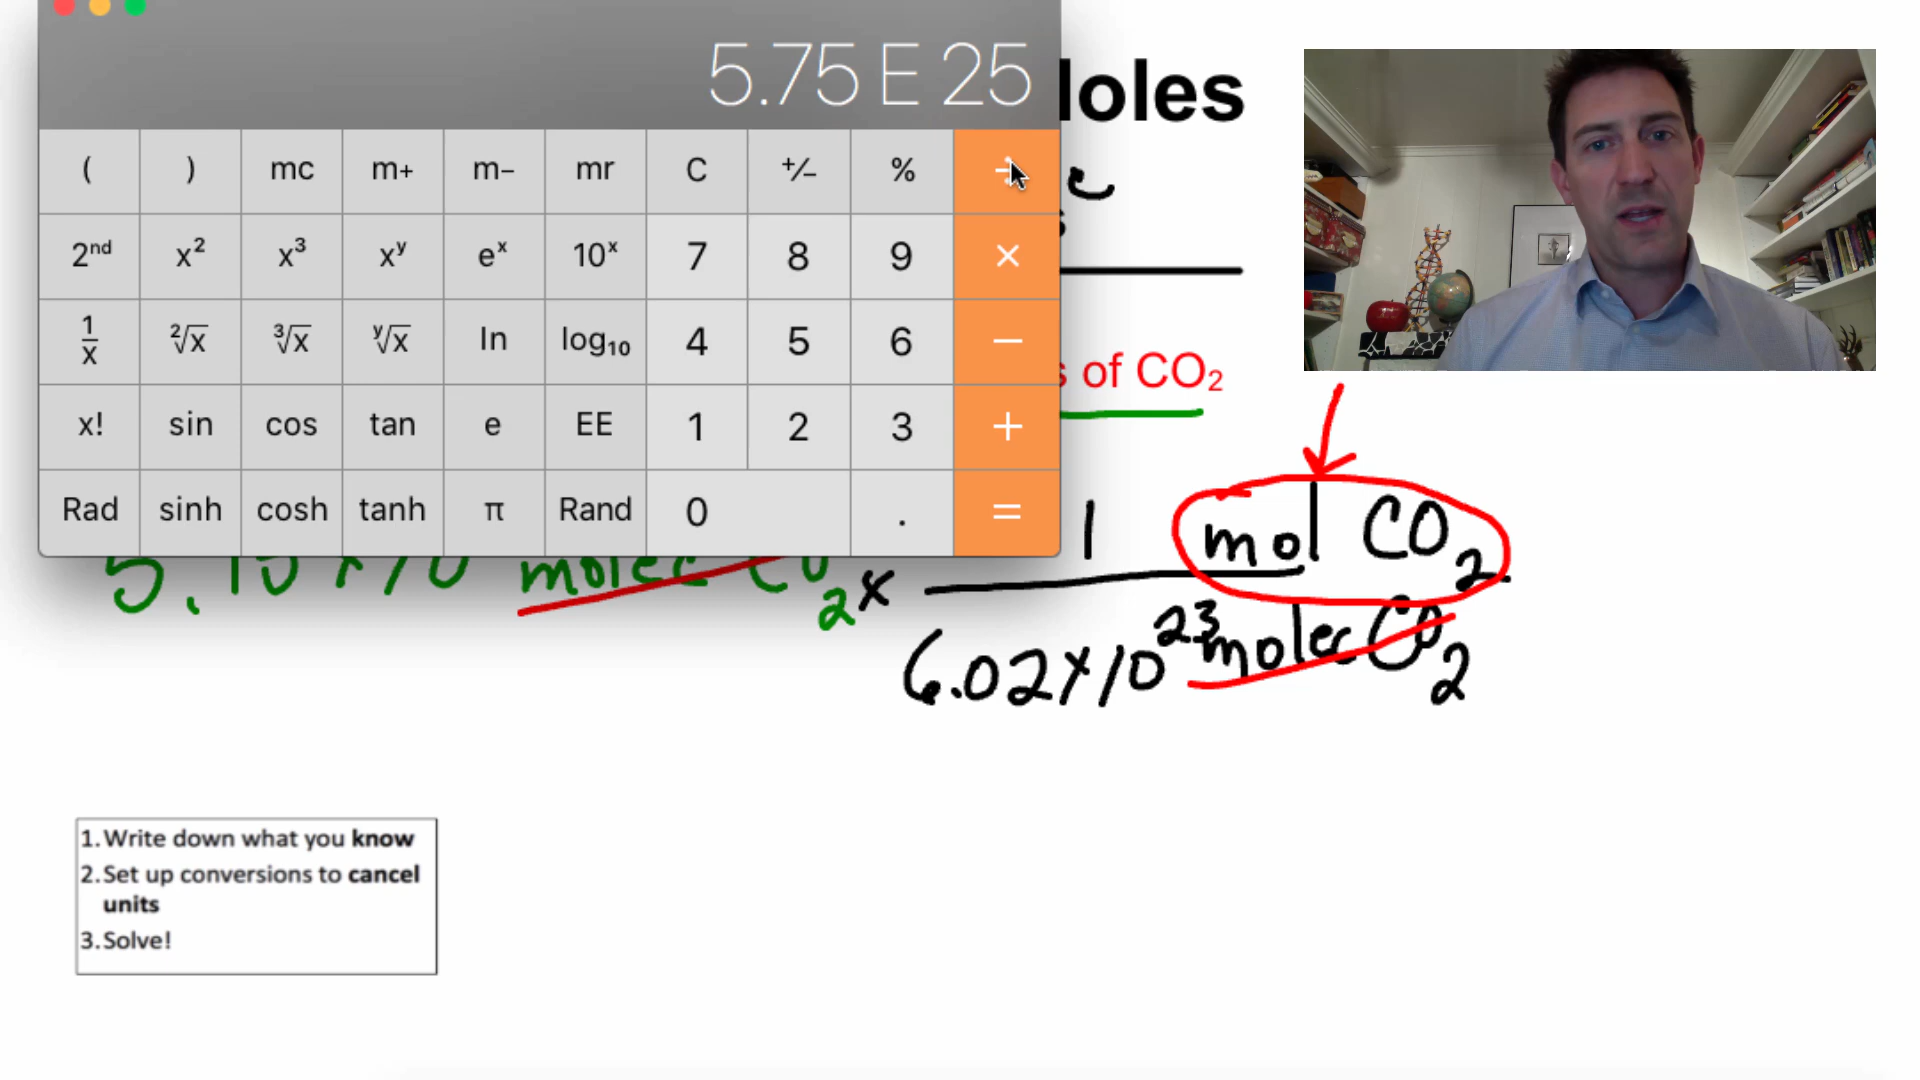 5.75 E 25
loles
( ) mc m+ m- mr C +/- % ÷
2nd x² x³ xʸ eˣ 10ˣ 7 8 9 ×
1/x ²√x ³√x ʸ√x ln log₁₀ 4 5 6 −
of CO₂
x! sin cos tan e EE 1 2 3 +
Rad sinh cosh tanh π Rand 0 . =
1 mol CO₂
molec CO₂ x
6.02x10²³ molec CO₂
1. Write down what you know
2. Set up conversions to cancel
units
3. Solve!